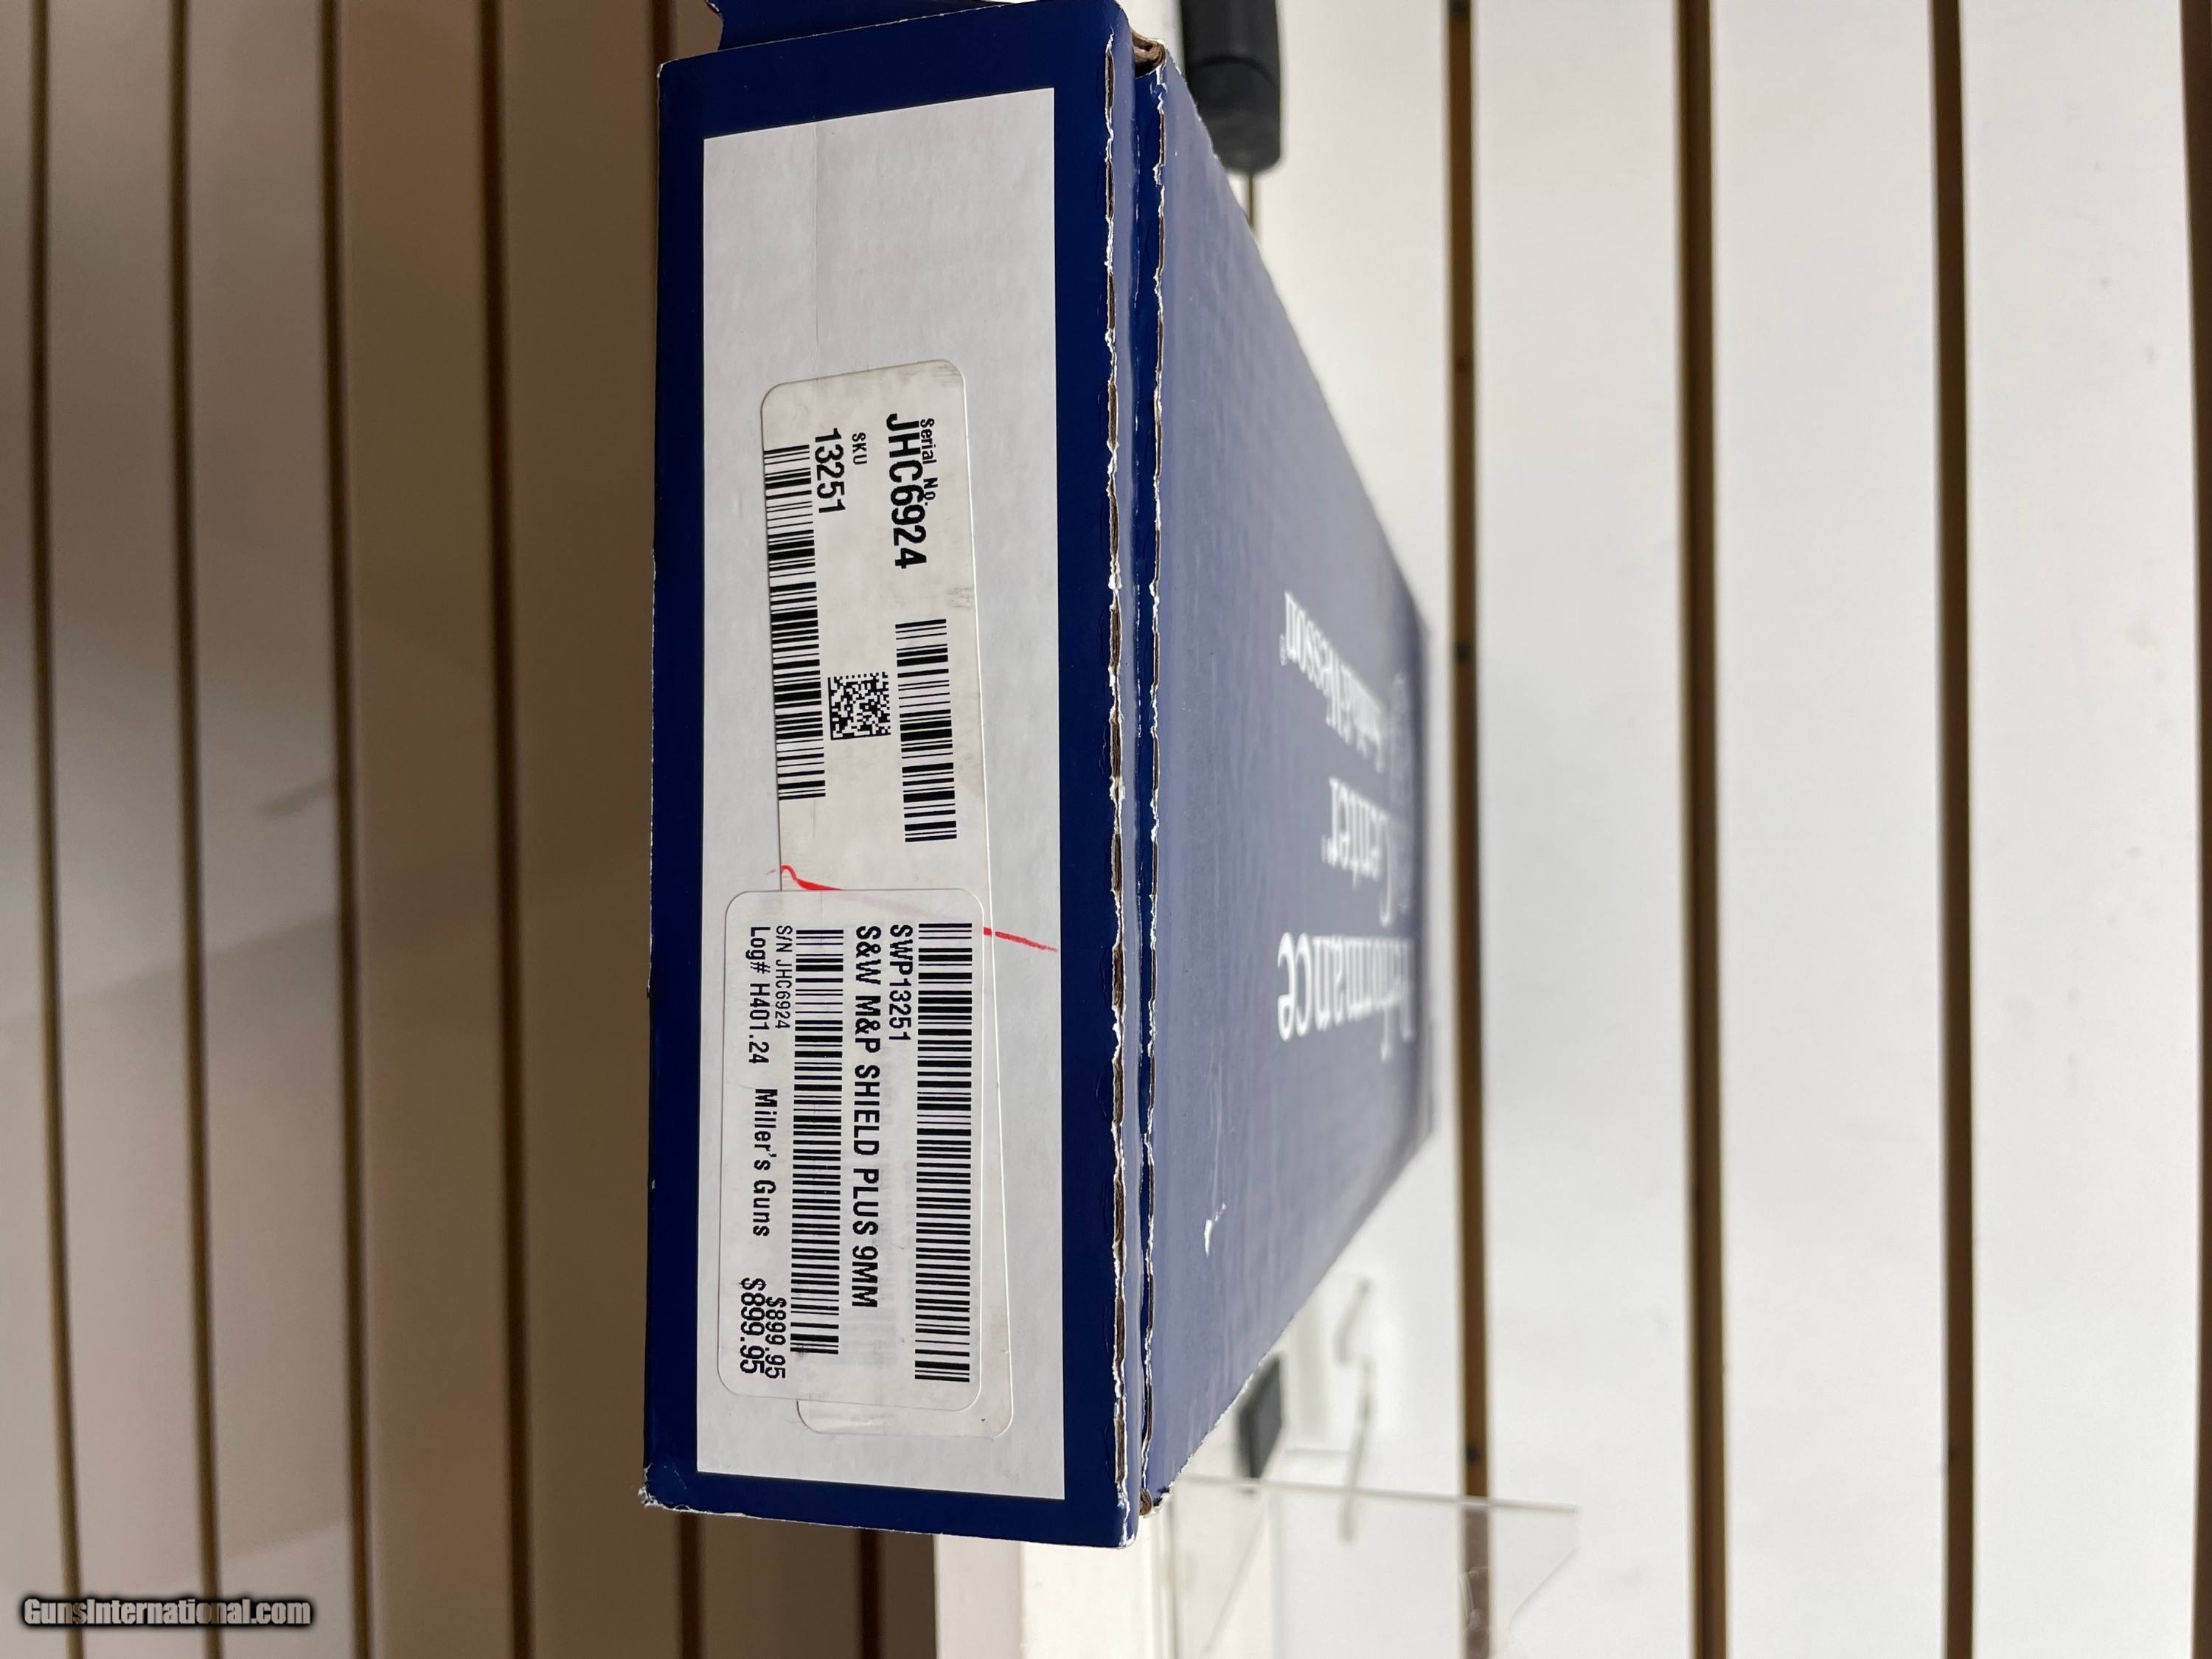 Serial No.
JHC6924
SKU
13251
SWP13251
S&W M&P SHIELD PLUS 9MM
$899.95
S/N JHC6924
Log# H401.24 Miller's Guns $899.95
Performance
Center
Smith & Wesson®
GunsInternational.com